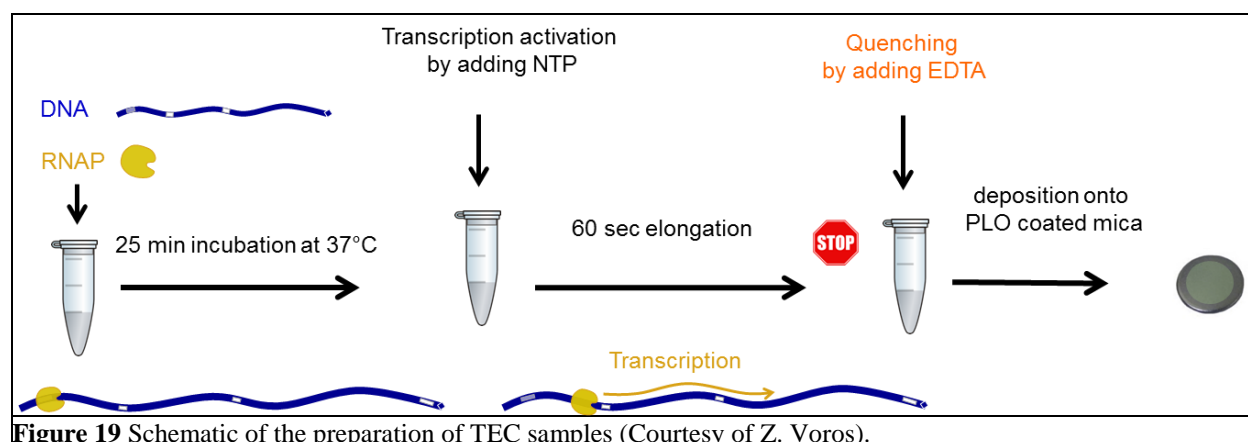 Transcription activation
by adding NTP
Quenching
by adding EDTA
DNA
RNAP
25 min incubation at 37°C
60 sec elongation
STOP
deposition onto
PLO coated mica
Transcription
Figure 19 Schematic of the preparation of TEC samples (Courtesy of Z. Voros).